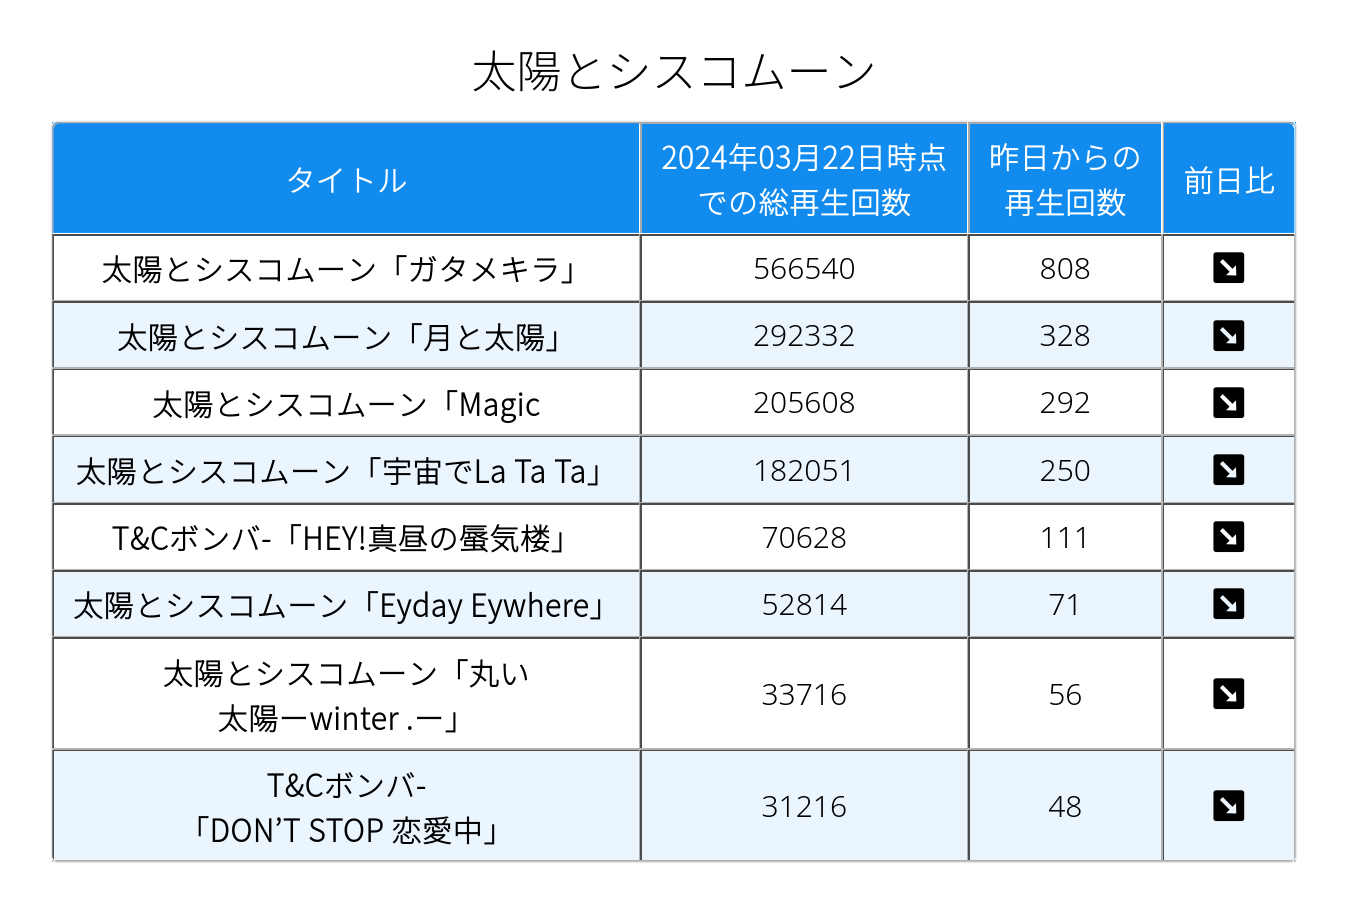 太陽とシスコムーン
タイトル
2024年03月22日時点
での総再生回数
昨日からの
再生回数
前日比
太陽とシスコムーン「ガタメキラ」 566540 808
太陽とシスコムーン「月と太陽」 292332 328
太陽とシスコムーン「Magic 205608 292
太陽とシスコムーン「宇宙でLa Ta Ta」 182051 250
T&Cボンバ-「HEY!真昼の蜃気楼」 70628 111
太陽とシスコムーン「Eyday Eywhere」 52814 71
太陽とシスコムーン「丸い
太陽ーwinter .ー」 33716 56
T&Cボンバ-
「DON’T STOP 恋愛中」 31216 48